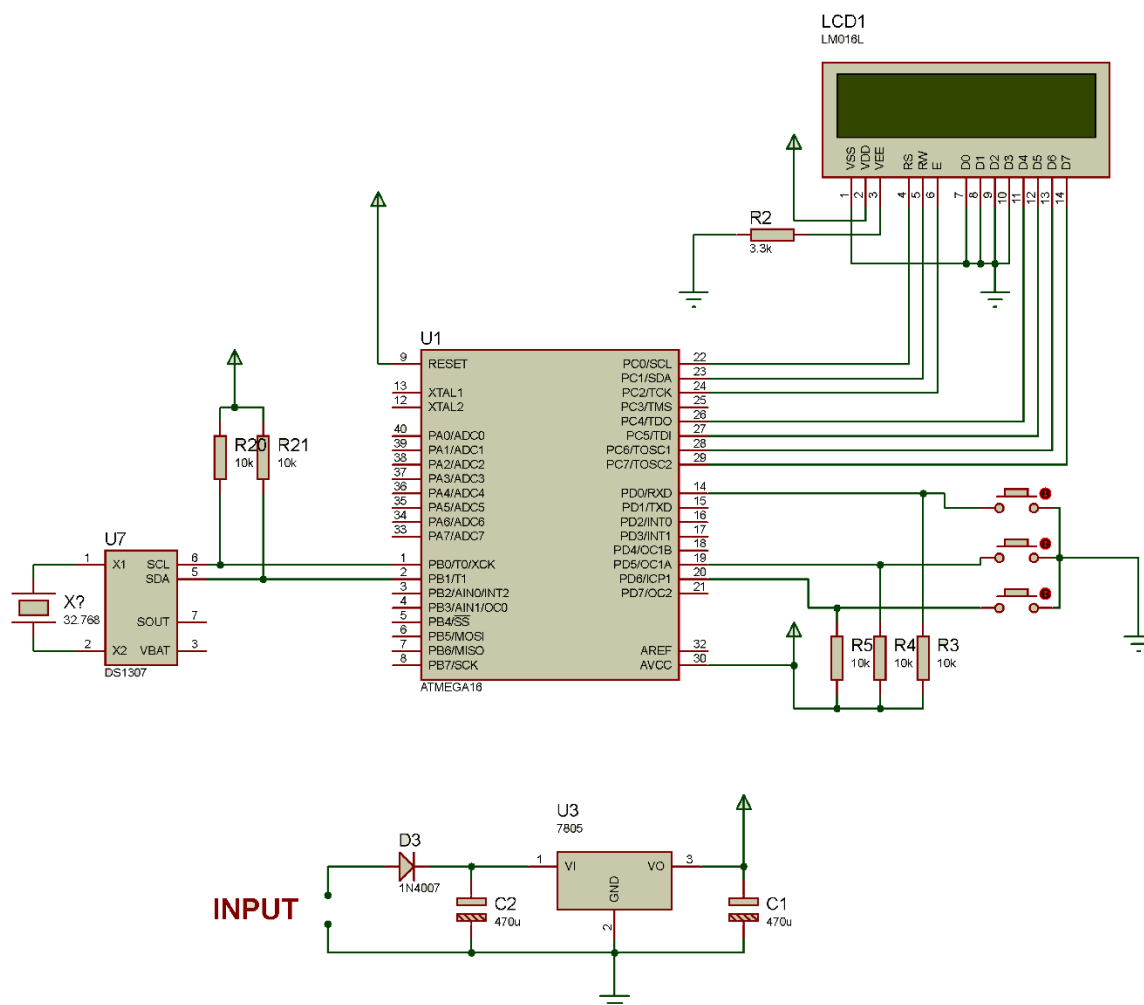 LCD1
LM016L
VSS
VDD
VEE
RS
RW
E
D0
D1
D2
D3
D4
D5
D6
D7
1
2
3
4
5
6
7
8
9
10
11
12
13
14
R2
3.3k
U1
9 RESET PC0/SCL 22
PC1/SDA 23
13 XTAL1 PC2/TCK 24
12 XTAL2 PC3/TMS 25
PC4/TDO 26
40 PA0/ADC0 PC5/TDI 27
39 PA1/ADC1 PC6/TOSC1 28
38 PA2/ADC2 PC7/TOSC2 29
37 PA3/ADC3
36 PA4/ADC4 PD0/RXD 14
35 PA5/ADC5 PD1/TXD 15
34 PA6/ADC6 PD2/INT0 16
33 PA7/ADC7 PD3/INT1 17
PD4/OC1B 18
1 PB0/T0/XCK PD5/OC1A 19
2 PB1/T1 PD6/ICP1 20
3 PB2/AIN0/INT2 PD7/OC2 21
4 PB3/AIN1/OC0
5 PB4/SS
6 PB5/MOSI
7 PB6/MISO AREF 32
8 PB7/SCK AVCC 30
ATMEGA16
R20
10k
R21
10k
U7
1 X1 SCL 6
SDA 5
SOUT 7
2 X2 VBAT 3
DS1307
X?
32.768
R5
10k
R4
10k
R3
10k
U3
7805
1 VI VO 3
GND
2
D3
1N4007
INPUT
C2
470u
C1
470u